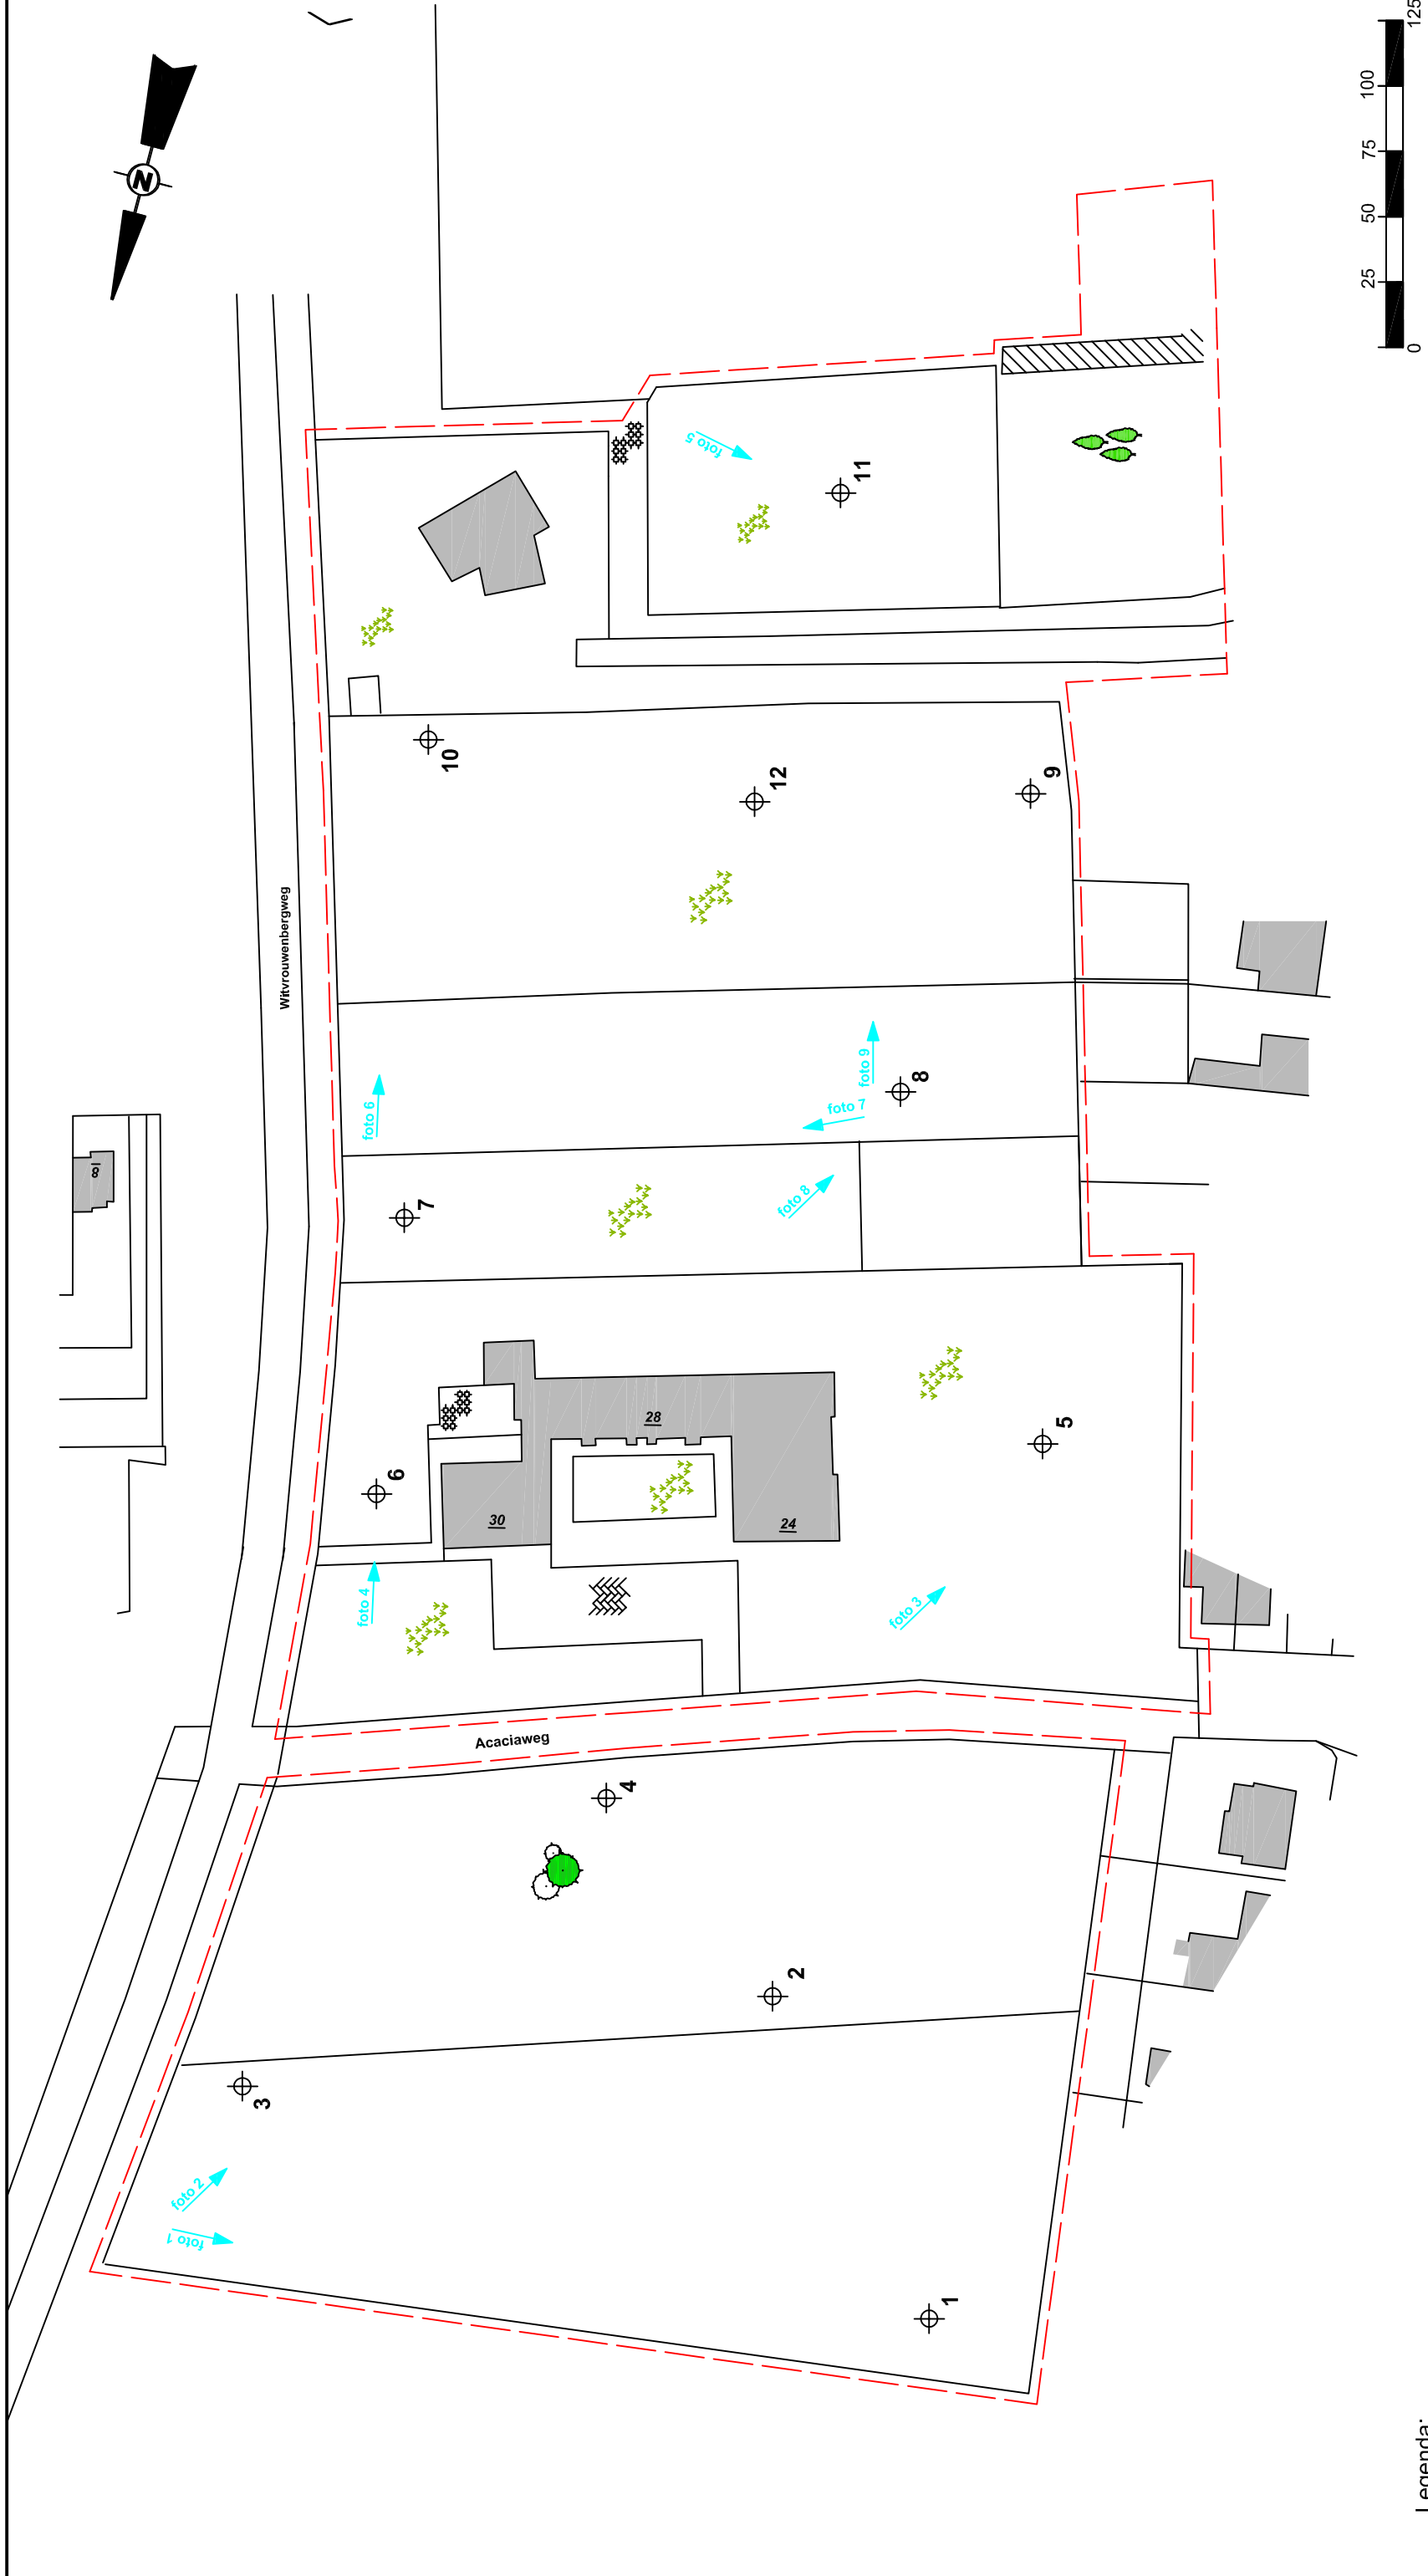 N
125
100
75
50
25
0
foto 5
11
10
12
9
Witvrouwenbergweg
foto 9
foto 6
8
foto 7
8
foto 8
7
28
5
6
30
24
foto 4
foto 3
Acaciaweg
4
2
3
foto 2
foto 1
1
Legenda: